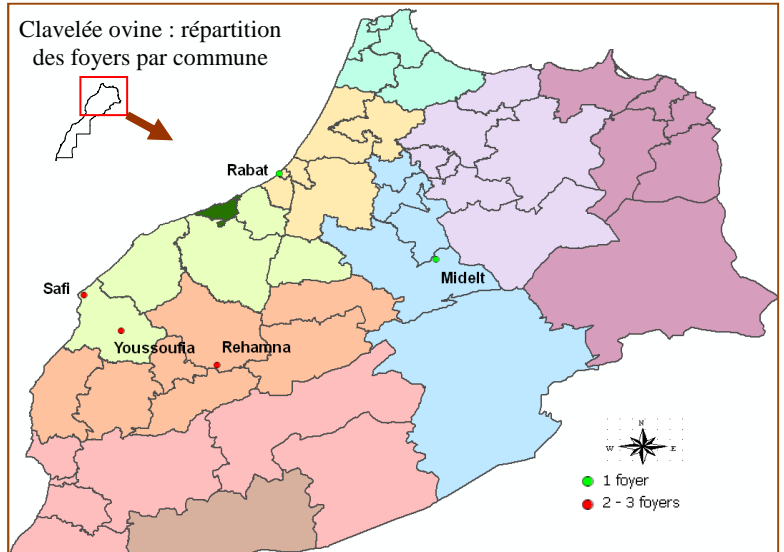 Clavelée ovine : répartition
des foyers par commune
Rabat
Midelt
Safi
Youssoufia
Rehamna
N
W
E
S
1 foyer
2 - 3 foyers